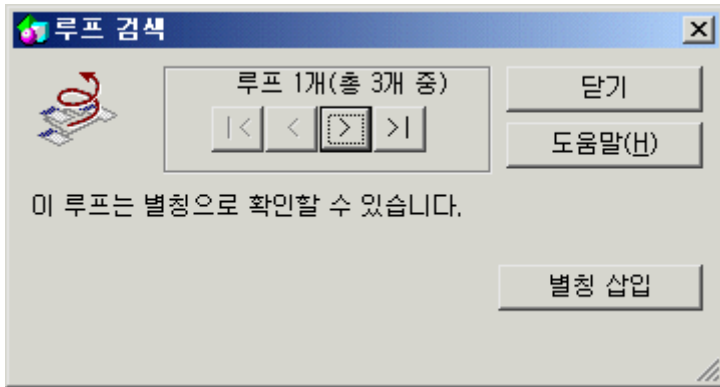 루프 검색
루프 1개(총 3개 중)
|< < > >|
닫기
도움말(H)
이 루프는 별칭으로 확인할 수 있습니다.
별칭 삽입